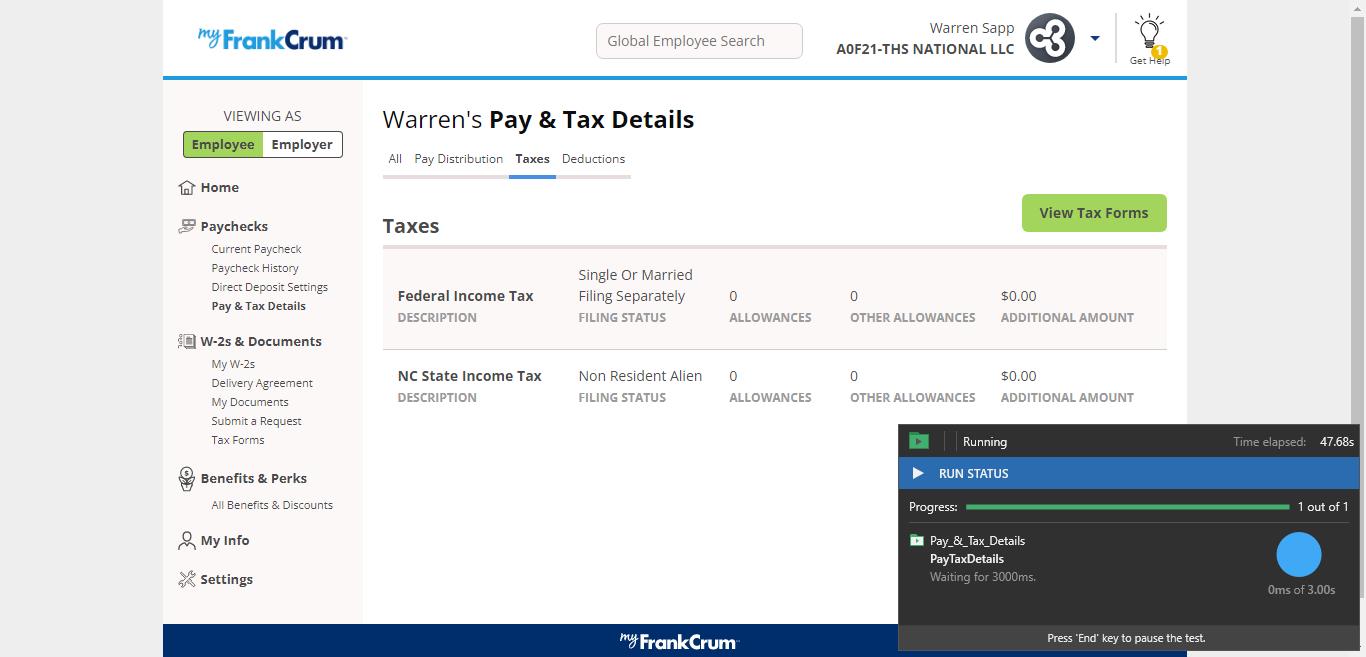 myFrankCrum
Global Employee Search
Warren Sapp
A0F21-THS NATIONAL LLC
1
Get Help
VIEWING AS
Employee Employer
Home
Paychecks
Current Paycheck
Paycheck History
Direct Deposit Settings
Pay & Tax Details
W-2s & Documents
My W-2s
Delivery Agreement
My Documents
Submit a Request
Tax Forms
Benefits & Perks
All Benefits & Discounts
My Info
Settings
Warren's Pay & Tax Details
All Pay Distribution Taxes Deductions
Taxes
View Tax Forms
Single Or Married
Federal Income Tax Filing Separately 0 0 $0.00
DESCRIPTION FILING STATUS ALLOWANCES OTHER ALLOWANCES ADDITIONAL AMOUNT
NC State Income Tax Non Resident Alien 0 0 $0.00
DESCRIPTION FILING STATUS ALLOWANCES OTHER ALLOWANCES ADDITIONAL AMOUNT
Running Time elapsed: 47.68s
RUN STATUS
Progress: 1 out of 1
Pay_&_Tax_Details
PayTaxDetails
Waiting for 3000ms.
0ms of 3.00s
Press 'End' key to pause the test.
myFrankCrum